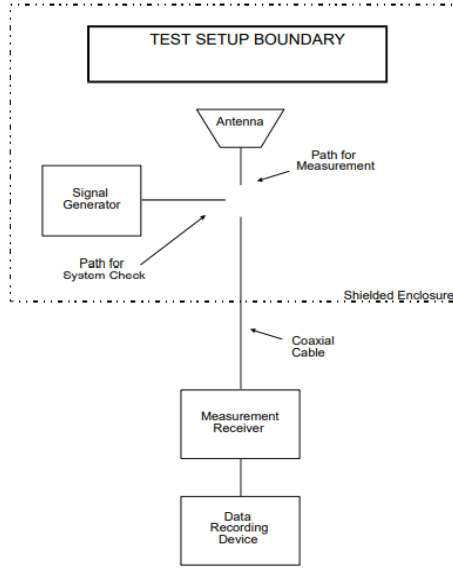 TEST SETUP BOUNDARY
Antenna
Path for
Measurement
Signal
Generator
Path for
System Check
Shielded Enclosure
Coaxial
Cable
Measurement
Receiver
Data
Recording
Device